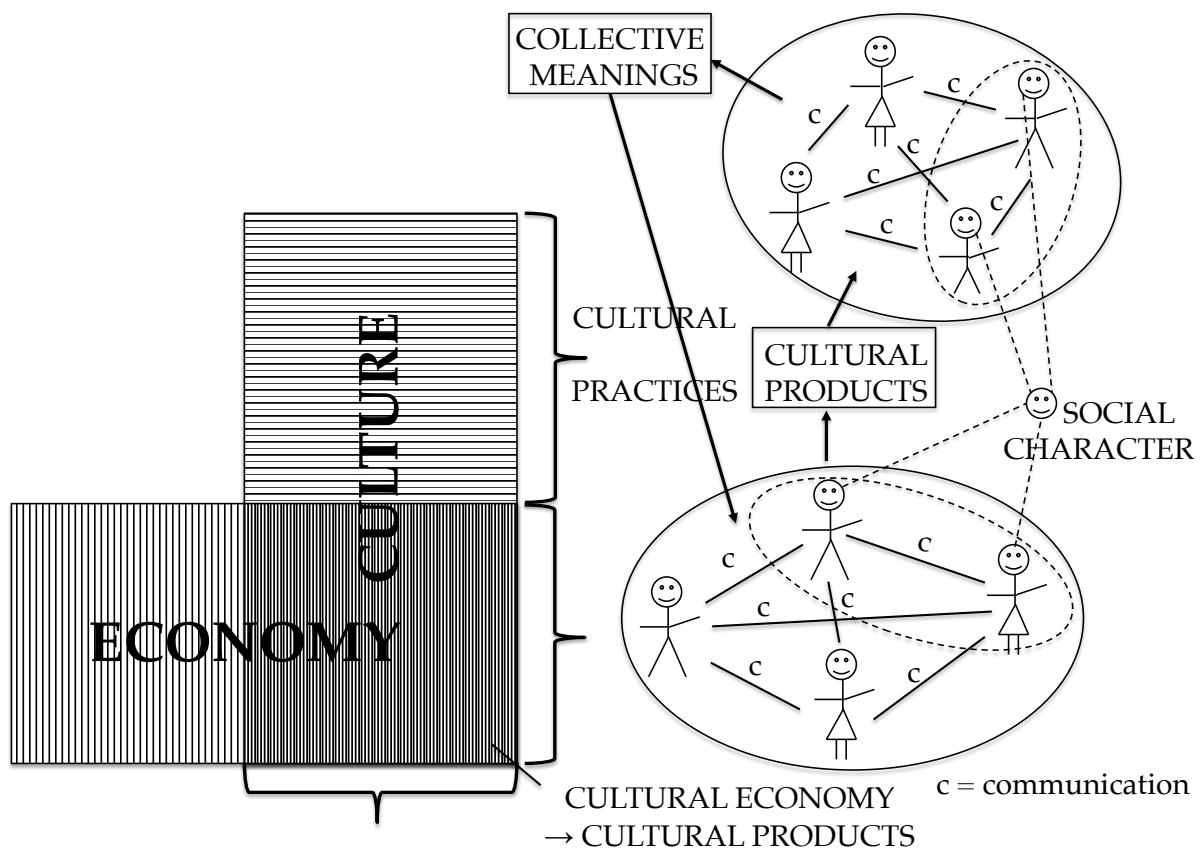 COLLECTIVE
MEANINGS
c
c
c
c
c
c
CULTURAL
PRACTICES
CULTURAL
PRODUCTS
SOCIAL
CHARACTER
CULTURE
ECONOMY
c
c
c
c
c
c
c = communication
CULTURAL ECONOMY
→ CULTURAL PRODUCTS